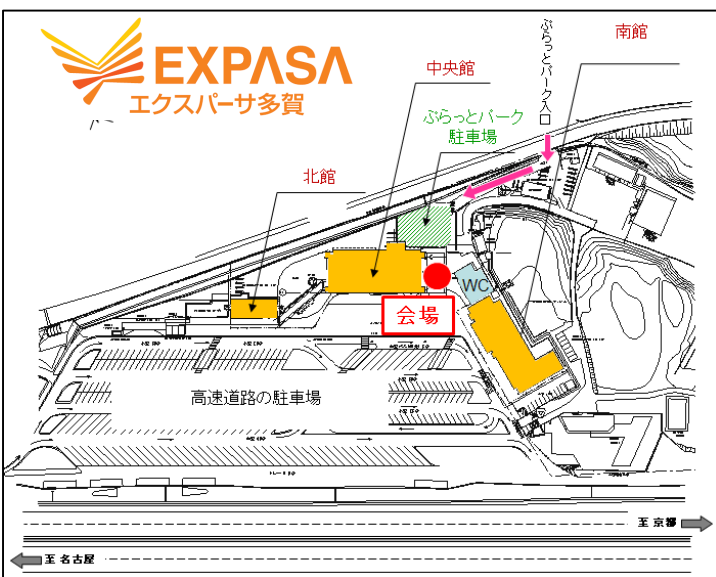 EXPASA
エクスパーサ多賀
中央館
ぷらっとパーク入口
南館
ぷらっとパーク
駐車場
北館
WC
会場
高速道路の駐車場
至 京都
至 名古屋